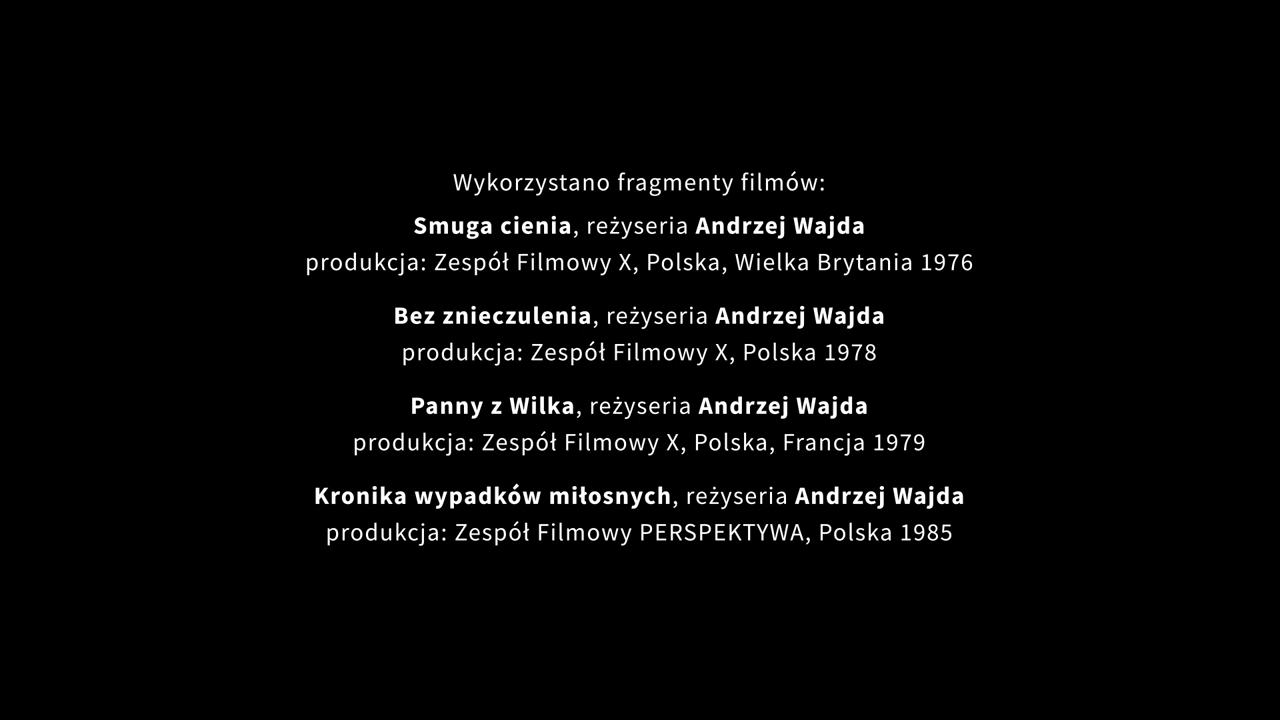 Wykorzystano fragmenty filmów:
Smuga cienia, reżyseria Andrzej Wajda
produkcja: Zespół Filmowy X, Polska, Wielka Brytania 1976
Bez znieczulenia, reżyseria Andrzej Wajda
produkcja: Zespół Filmowy X, Polska 1978
Panny z Wilka, reżyseria Andrzej Wajda
produkcja: Zespół Filmowy X, Polska, Francja 1979
Kronika wypadków miłosnych, reżyseria Andrzej Wajda
produkcja: Zespół Filmowy PERSPEKTYWA, Polska 1985